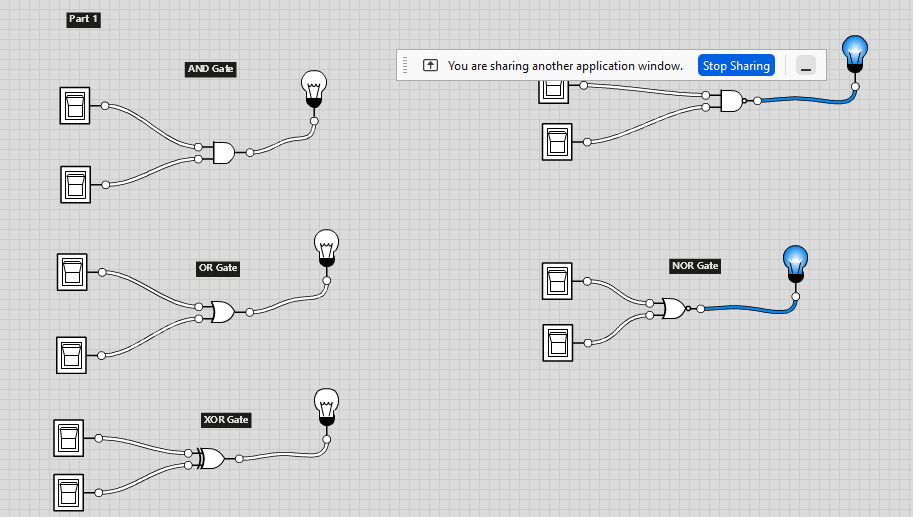 Part 1
AND Gate
You are sharing another application window.
Stop Sharing
OR Gate
NOR Gate
XOR Gate